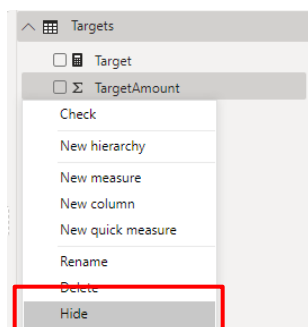 Targets
Target
Σ TargetAmount
Check
New hierarchy
New measure
New column
New quick measure
Rename
Delete
Hide